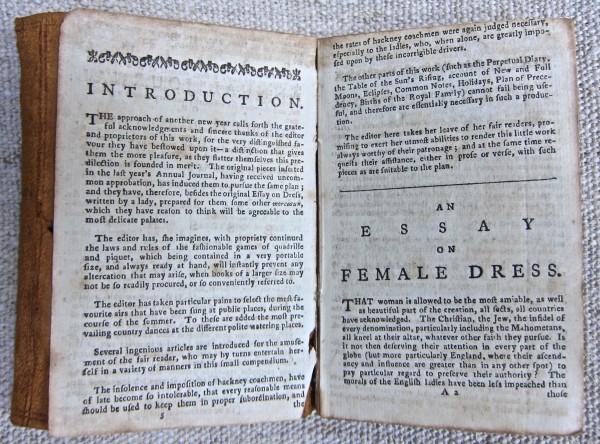 INTRODUCTION.
THE approach of another new year calls forth the grate-
ful acknowledgments and sincere thanks of the editor
and proprietors of this work, for the very distinguished fa-
vour they have bestowed upon it—a distinction that gives
them the more pleaſure, as they flatter themſelves this pre-
dilection is founded in merit. The original pieces inſerted
in the laſt year's Annual Journal, having received uncom-
mon approbation, has induced them to purſue the ſame plan;
and they have, therefore, beſides the original Eſſay on Dreſs,
written by a lady, prepared for them ſome other
which they have reaſon to think will be agreeable to the
moſt delicate palates.
The editor has, ſhe imagines, with propriety continued
the laws and rules of the faſhionable games of quadrille
and piquet, which being contained in a very portable
ſize, and always ready at hand, will inſtantly prevent any
altercation that may ariſe, when books of a larger ſize may
not be ſo readily procured, or ſo conveniently referred to.
The editor has taken particular pains to ſelect the moſt fa-
vourite airs that have been ſung at public places, during the
courſe of the ſummer. To theſe are added the moſt pre-
vailing country dances at the different polite watering places.
Several ingenious articles are introduced for the amuſe-
ment of the fair reader, who may by turns entertain her-
ſelf in a variety of manners in this ſmall compendium.
The inſolence and impoſition of hackney coachmen, have
of late become ſo intolerable, that every reaſonable means
ſhould be uſed to keep them in proper ſubordination, and
5 the
the rates of hackney coachmen were again judged neceſſary,
eſpecially to the ladies, who, when alone, are greatly impo-
ſed upon by theſe incorrigible drivers.
The other parts of this work (ſuch as the Perpetual Diary,
the Table of the Sun's Riſing, account of New and Full
Moons, Eclipſes, Common Notes, Holidays, Plan of Prece-
dency, Births of the Royal Family) cannot fail being uſe-
ful, and therefore are eſſentially neceſſary in ſuch a produc-
tion.
The editor here takes her leave of her fair readers, pro-
miſing to exert her utmoſt abilities to render this little work
always worthy of their patronage; and at the ſame time re-
queſts their aſſiſtance, either in proſe or verſe, with ſuch
pieces as are ſuitable to the plan.
AN
ESSAY
ON
FEMALE DRESS.
THAT woman is allowed to be the moſt amiable, as well
as beautiful part of the creation, all ſects, all countries
have acknowledged. The Chriſtian, the Jew, the infidel of
every denomination, particularly including the Mahometans,
all kneel at their altar, whatever other faith they purſue. Is
it not then deſerving their attention in every part of the
globe (but more particularly England, where their aſcend-
ancy and influence are greater than in any other ſpot) to
pay particular regard to preſerve their authority? The
morals of the Engliſh ladies have been leſs impeached than
A 2 thoſe